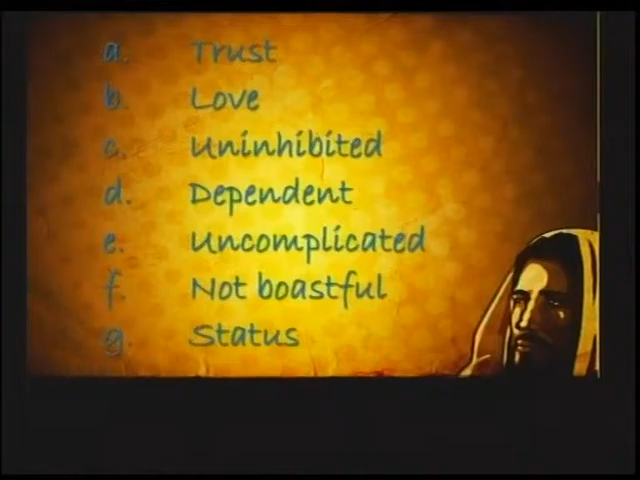 a. Trust
b. Love
c. Uninhibited
d. Dependent
e. Uncomplicated
f. Not boastful
g. Status